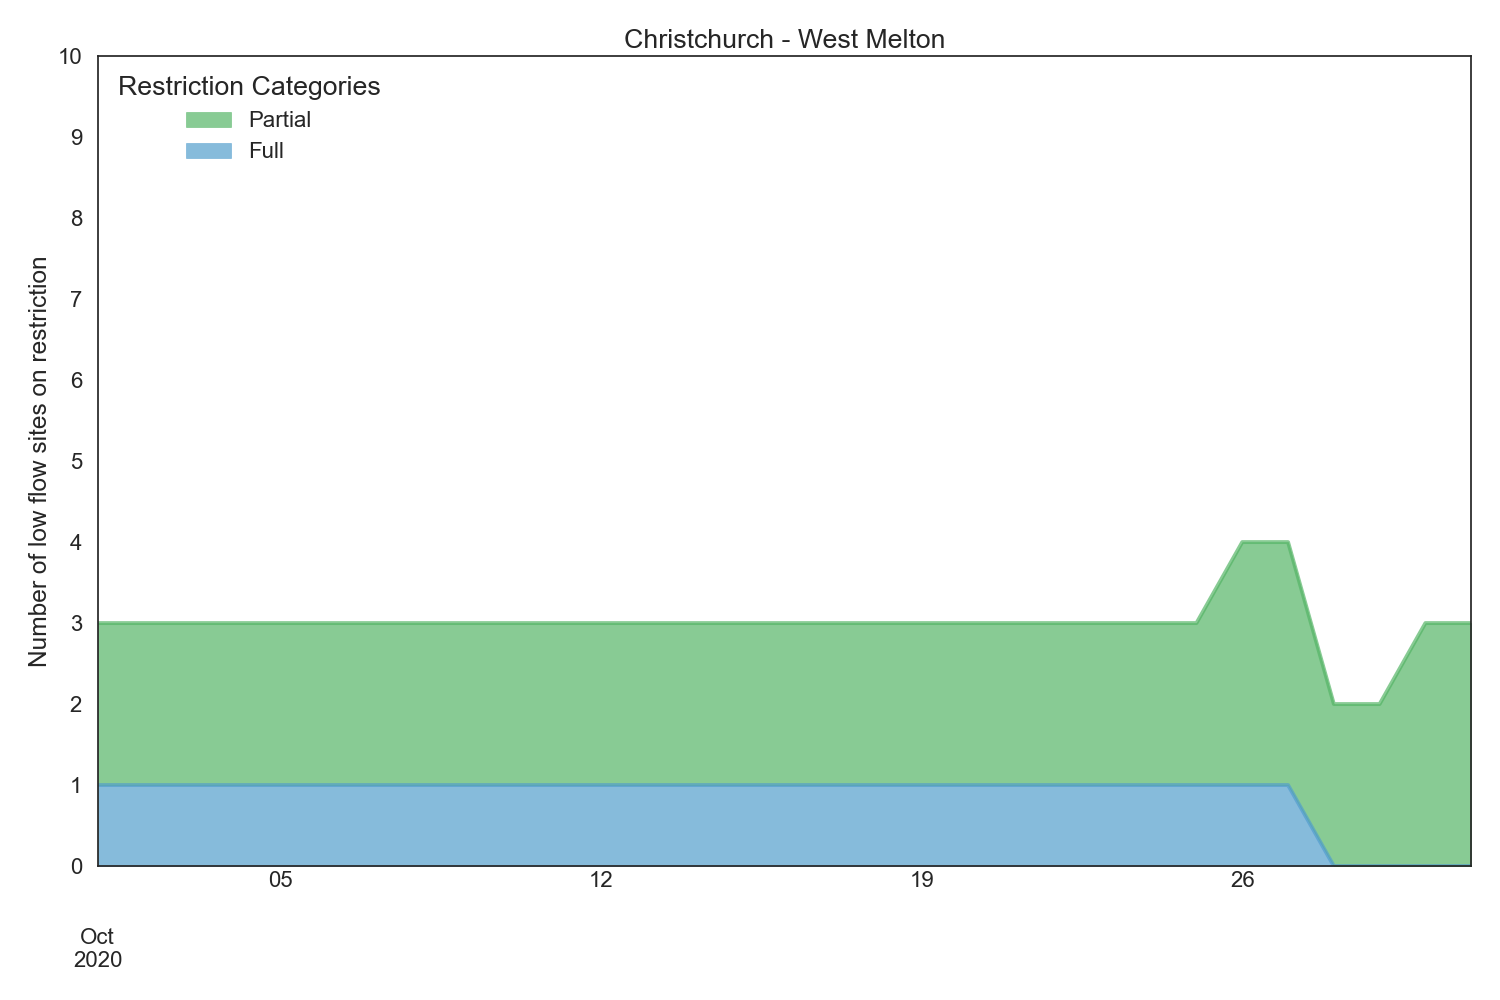 Christchurch - West Melton
Restriction Categories
Partial
Full
Number of low flow sites on restriction
10
9
8
7
6
5
4
3
2
1
0
05
12
19
26
Oct
2020